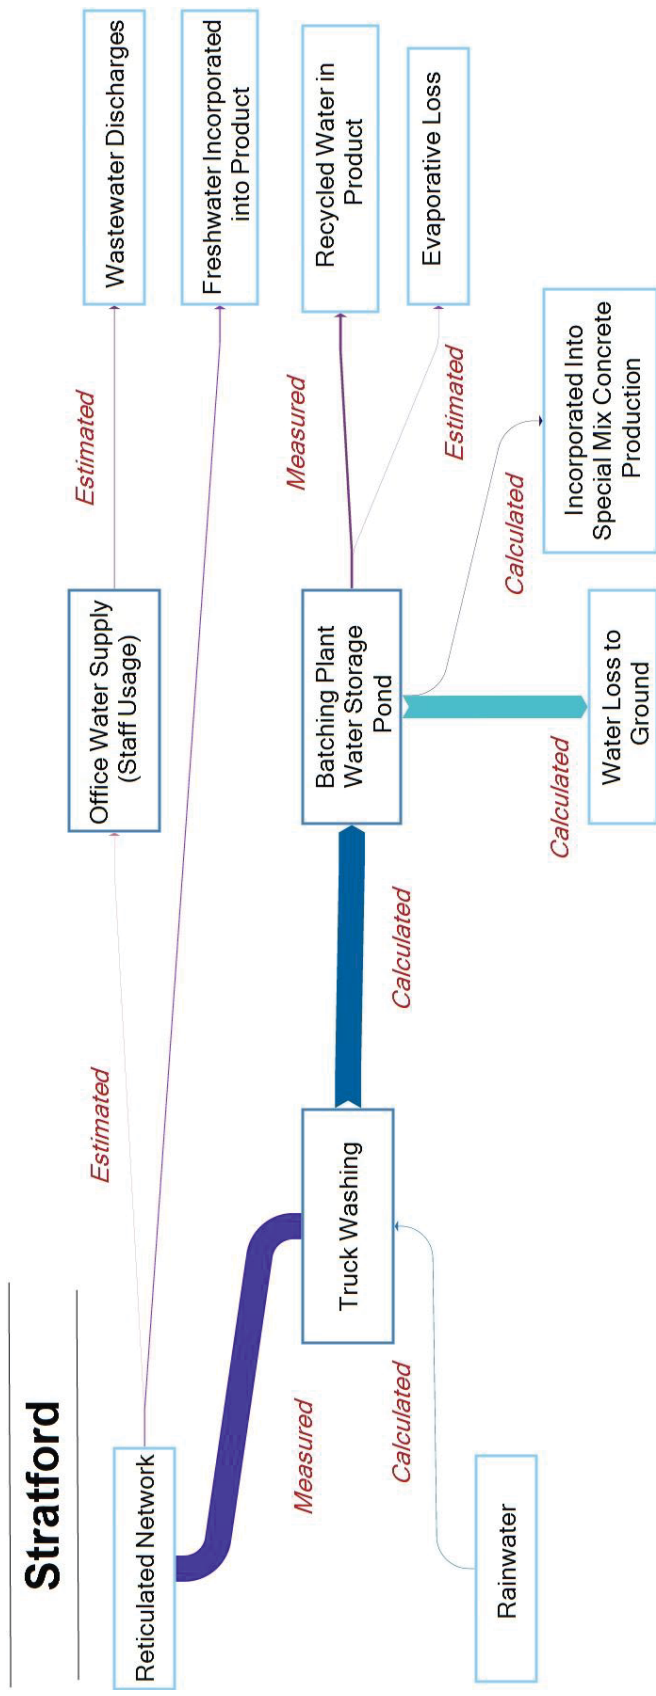 Stratford
Reticulated Network
Rainwater
Measured
Calculated
Estimated
Truck Washing
Calculated
Office Water Supply
(Staff Usage)
Batching Plant
Water Storage
Pond
Calculated
Water Loss to
Ground
Estimated
Measured
Estimated
Calculated
Wastewater Discharges
Freshwater Incorporated
into Product
Recycled Water in
Product
Evaporative Loss
Incorporated Into
Special Mix Concrete
Production